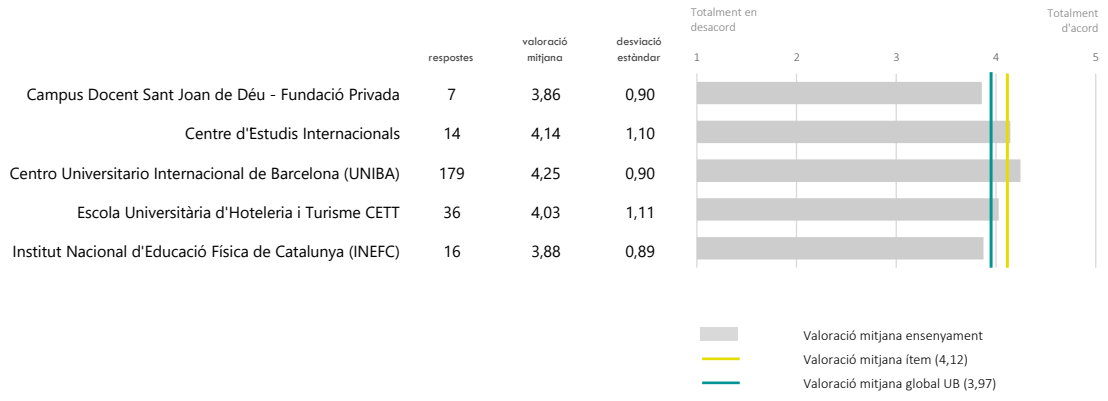 Totalment en
desacord
Totalment
d'acord
respostes
valoració
mitjana
desviació
estàndar
1 2 3 4 5
Campus Docent Sant Joan de Déu - Fundació Privada 7 3,86 0,90
Centre d'Estudis Internacionals 14 4,14 1,10
Centro Universitario Internacional de Barcelona (UNIBA) 179 4,25 0,90
Escola Universitària d'Hoteleria i Turisme CETT 36 4,03 1,11
Institut Nacional d'Educació Física de Catalunya (INEFC) 16 3,88 0,89
Valoració mitjana ensenyament
Valoració mitjana ítem (4,12)
Valoració mitjana global UB (3,97)